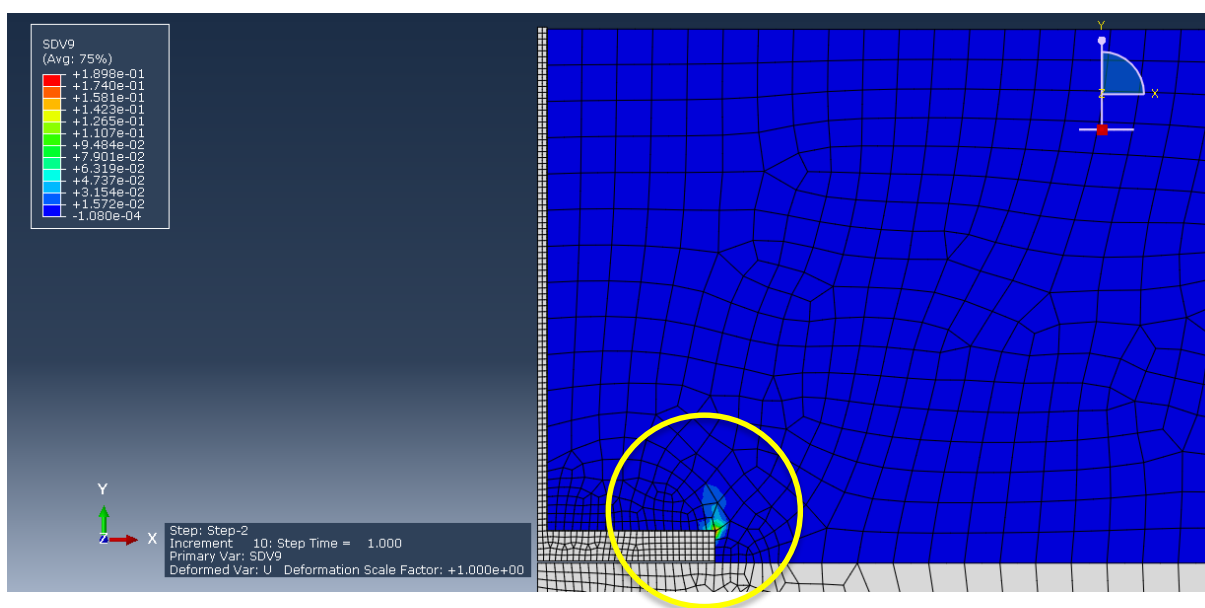 SDV9
(Avg: 75%)
+1.898e-01
+1.740e-01
+1.581e-01
+1.423e-01
+1.265e-01
+1.107e-01
+9.484e-02
+7.901e-02
+6.319e-02
+4.737e-02
+3.154e-02
+1.572e-02
-1.080e-04
Y
Z X
Y
Z X
Step: Step-2
Increment 10: Step Time = 1.000
Primary Var: SDV9
Deformed Var: U Deformation Scale Factor: +1.000e+00